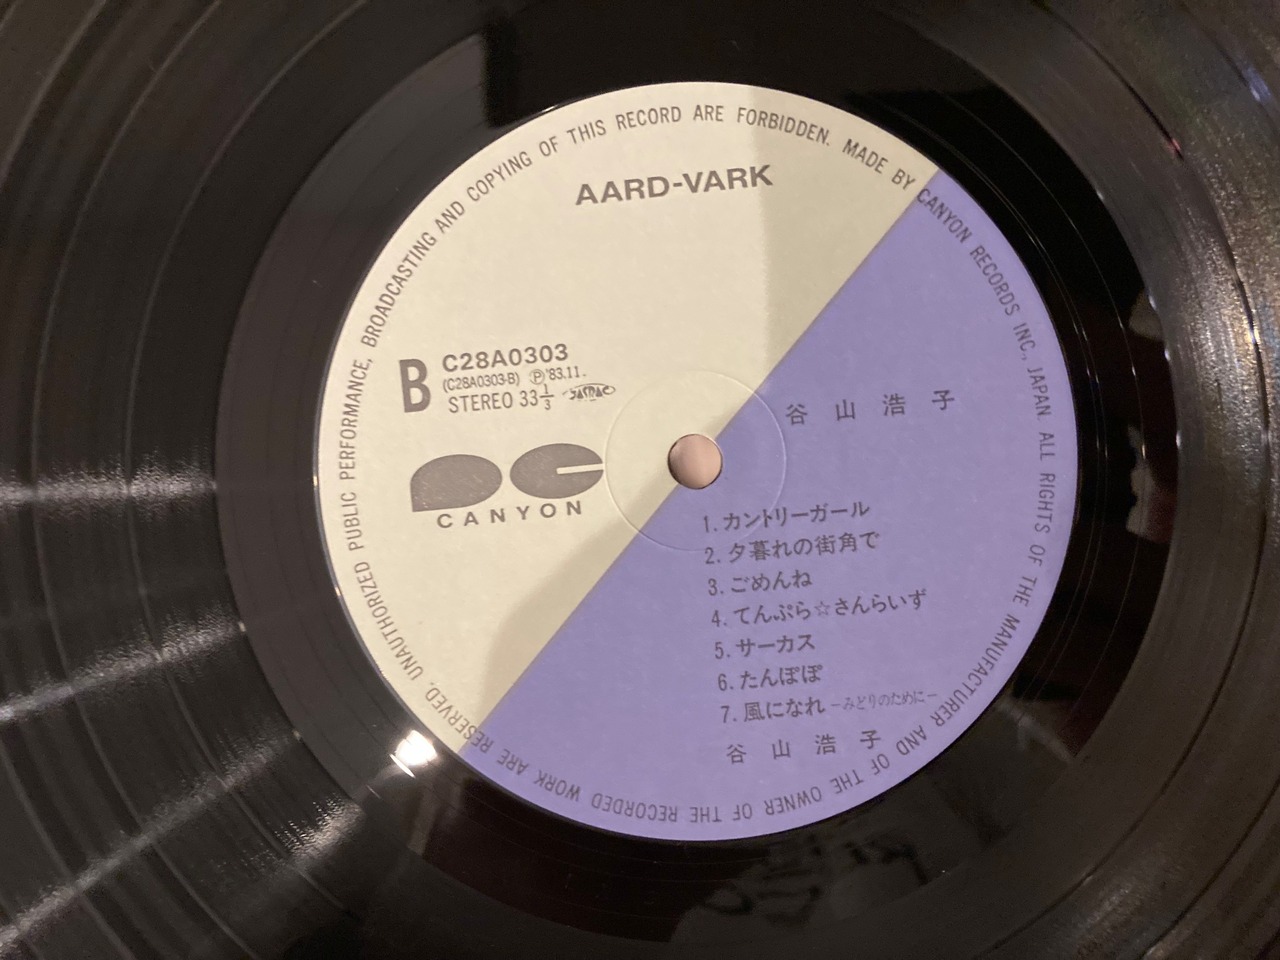 UNAUTHORIZED PUBLIC PERFORMANCE, BROADCASTING AND COPYING OF THIS RECORD ARE FORBIDDEN. MADE BY CANYON RECORDS INC., JAPAN ALL RIGHTS OF THE MANUFACTURER AND OF THE OWNER OF THE RECORDED WORK ARE RESERVED.
AARD-VARK
B
C28A0303
(C28A0303-B) Ⓟ'83.11.
STEREO 33 1/3 JASRAC
CANYON
谷山浩子
1. カントリーガール
2. 夕暮れの街角で
3. ごめんね
4. てんぷら☆さんらいず
5. サーカス
6. たんぽぽ
7. 風になれ -みどりのために-
谷山浩子